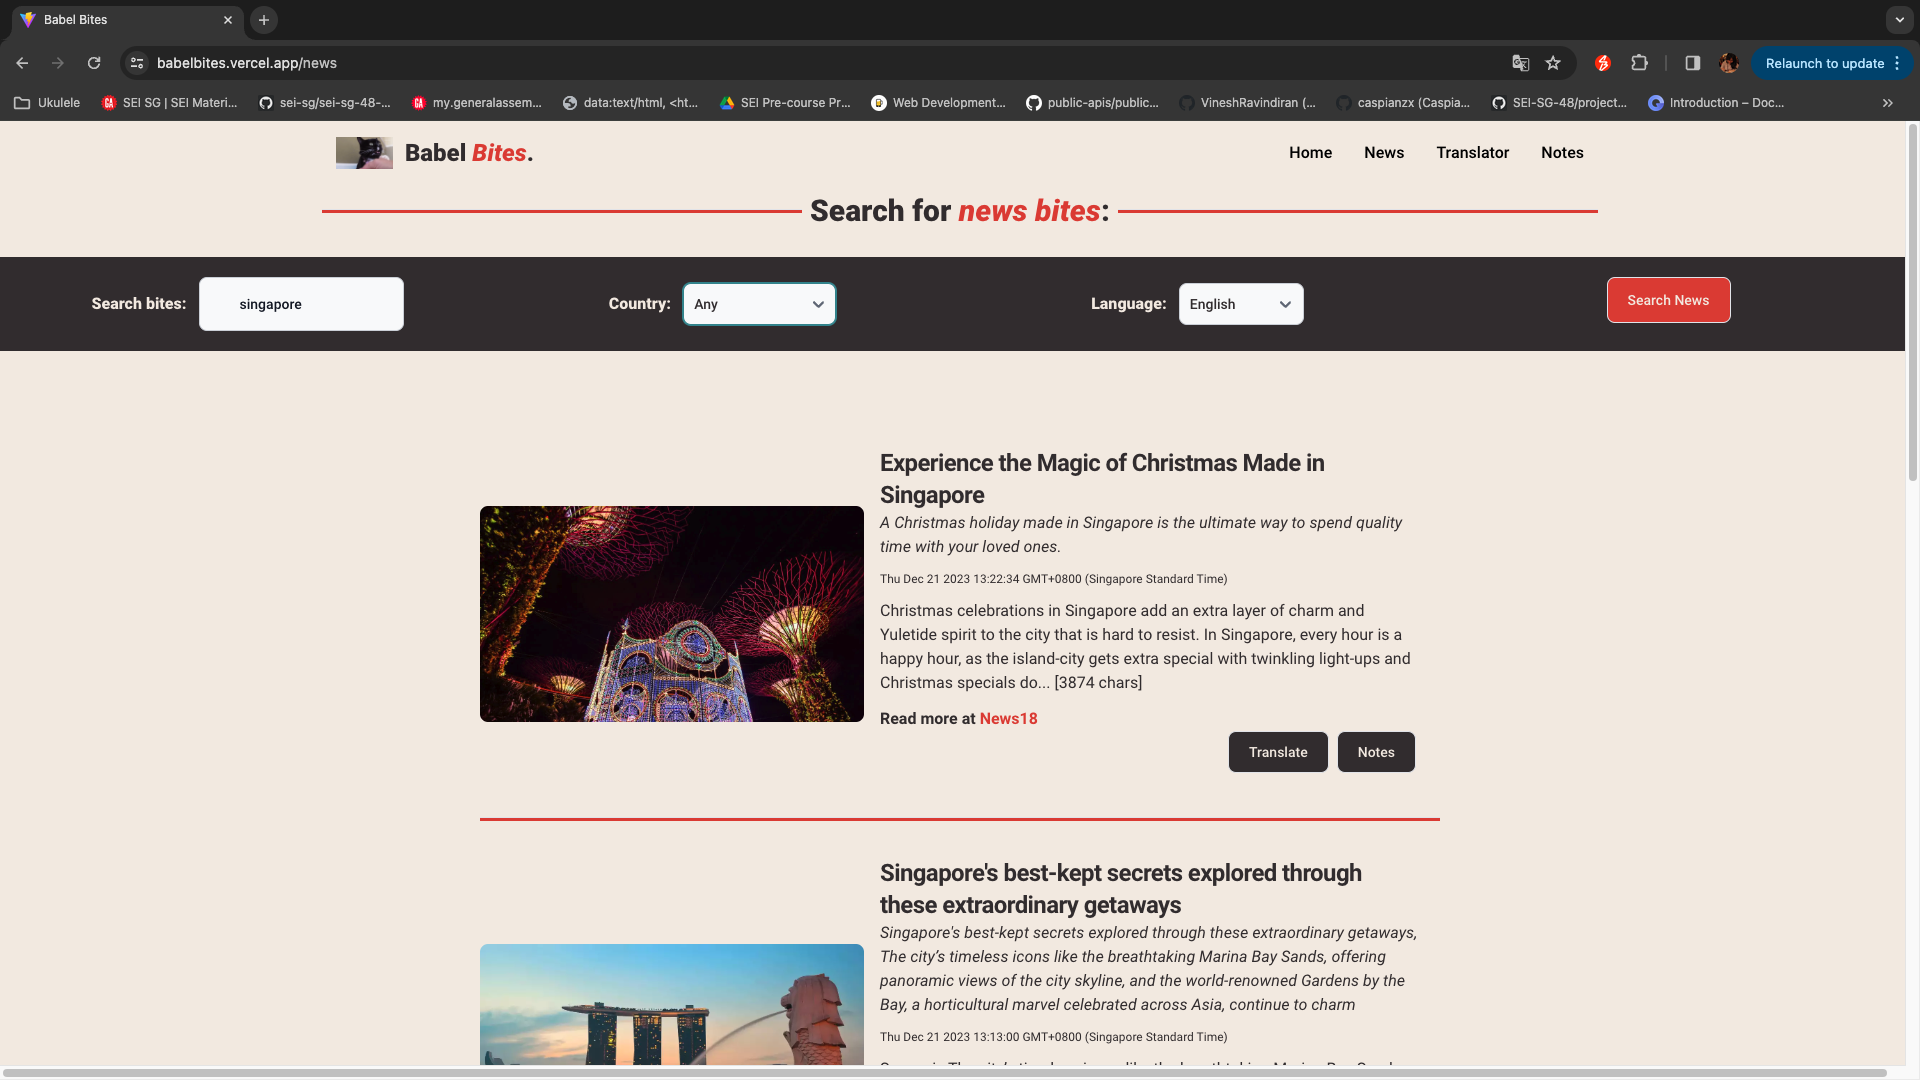 Babel Bites
babelbites.vercel.app/news
Relaunch to update
Ukulele
SEI SG | SEI Materi...
sei-sg/sei-sg-48-...
my.generalassem...
data:text/html, <ht...
SEI Pre-course Pr...
Web Development...
public-apis/public...
VineshRavindiran (...
caspianzx (Caspia...
SEI-SG-48/project...
Introduction – Doc...
Babel Bites.
Home
News
Translator
Notes
Search for news bites:
Search bites:
singapore
Country:
Any
Language:
English
Search News
Experience the Magic of Christmas Made in
Singapore
A Christmas holiday made in Singapore is the ultimate way to spend quality
time with your loved ones.
Thu Dec 21 2023 13:22:34 GMT+0800 (Singapore Standard Time)
Christmas celebrations in Singapore add an extra layer of charm and
Yuletide spirit to the city that is hard to resist. In Singapore, every hour is a
happy hour, as the island-city gets extra special with twinkling light-ups and
Christmas specials do... [3874 chars]
Read more at News18
Translate
Notes
Singapore's best-kept secrets explored through
these extraordinary getaways
Singapore's best-kept secrets explored through these extraordinary getaways,
The city's timeless icons like the breathtaking Marina Bay Sands, offering
panoramic views of the city skyline, and the world-renowned Gardens by the
Bay, a horticultural marvel celebrated across Asia, continue to charm
Thu Dec 21 2023 13:13:00 GMT+0800 (Singapore Standard Time)